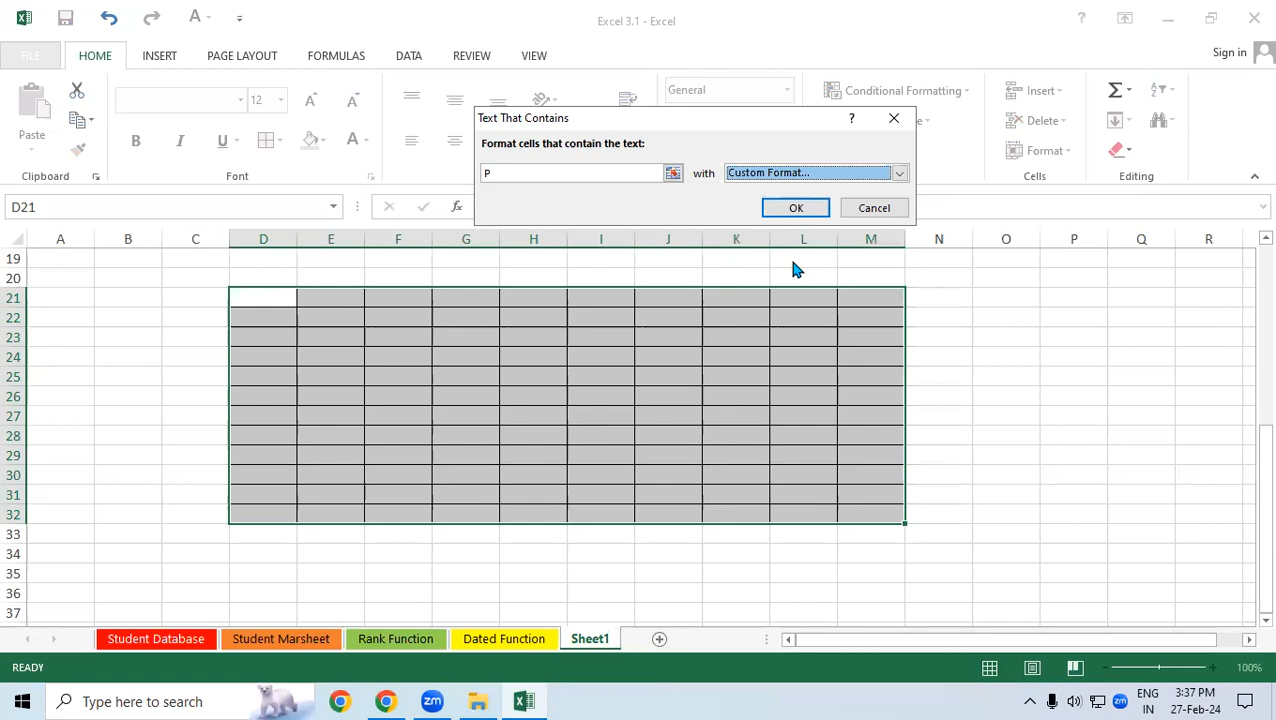 Excel 3.1 - Excel
FILE HOME INSERT PAGE LAYOUT FORMULAS DATA REVIEW VIEW
Sign in
Paste
12
General
Conditional Formatting
Insert
Delete
Format
Clipboard
Font
Cells
Editing
Text That Contains
Format cells that contain the text:
P
with
Custom Format...
OK
Cancel
D21
fx
A B C D E F G H I J K L M N O P Q R
19
20
21
22
23
24
25
26
27
28
29
30
31
32
33
34
35
36
37
Student Database
Student Marsheet
Rank Function
Dated Function
Sheet1
READY
100%
Type here to search
zm
zm
ENG
IN
3:37 PM
27-Feb-24